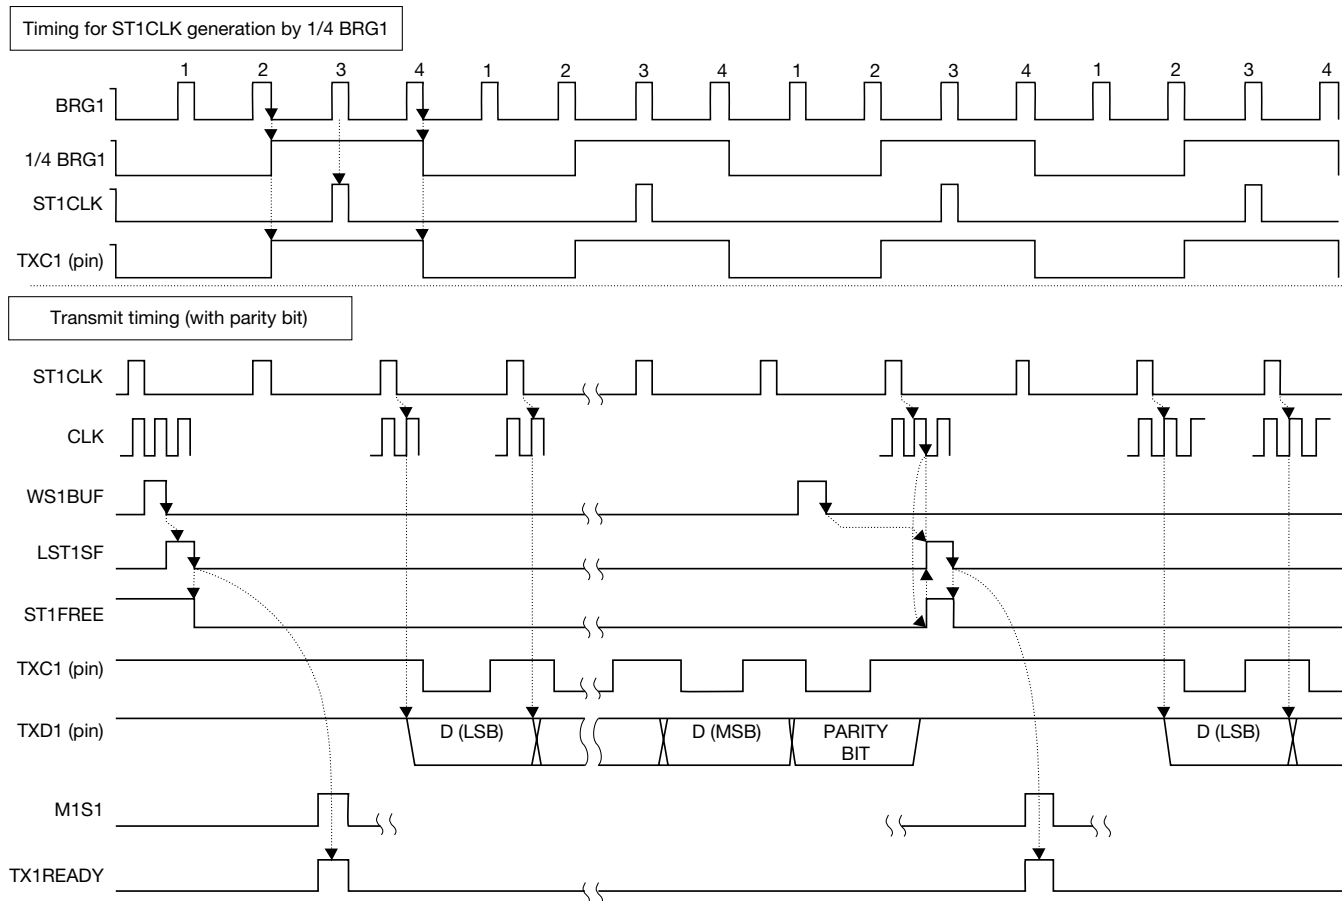 Timing for ST1CLK generation by 1/4 BRG1
1 2 3 4 1 2 3 4 1 2 3 4 1 2 3 4
BRG1
1/4 BRG1
ST1CLK
TXC1 (pin)
Transmit timing (with parity bit)
ST1CLK
CLK
WS1BUF
LST1SF
ST1FREE
TXC1 (pin)
TXD1 (pin)
D (LSB)
D (MSB)
PARITY
BIT
D (LSB)
M1S1
TX1READY